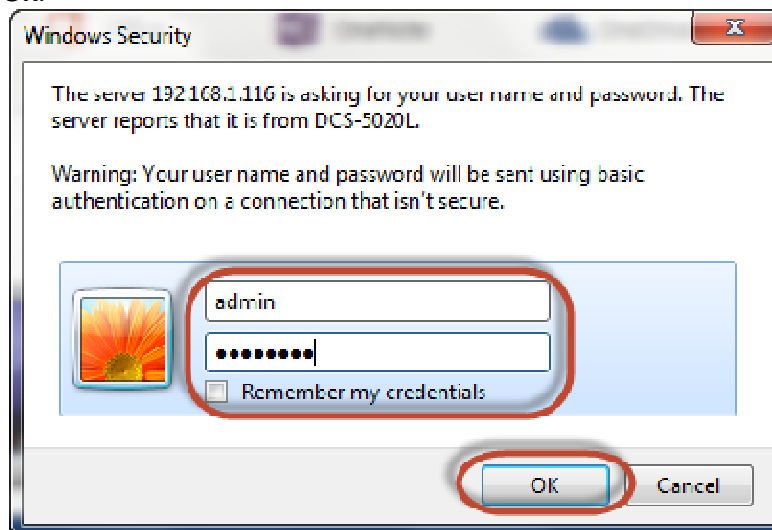 Windows Security
The server 192.168.1.116 is asking for your user name and password. The
server reports that it is from DCS-5020L.
Warning: Your user name and password will be sent using basic
authentication on a connection that isn't secure.
admin
••••••••
Remember my credentials
OK
Cancel